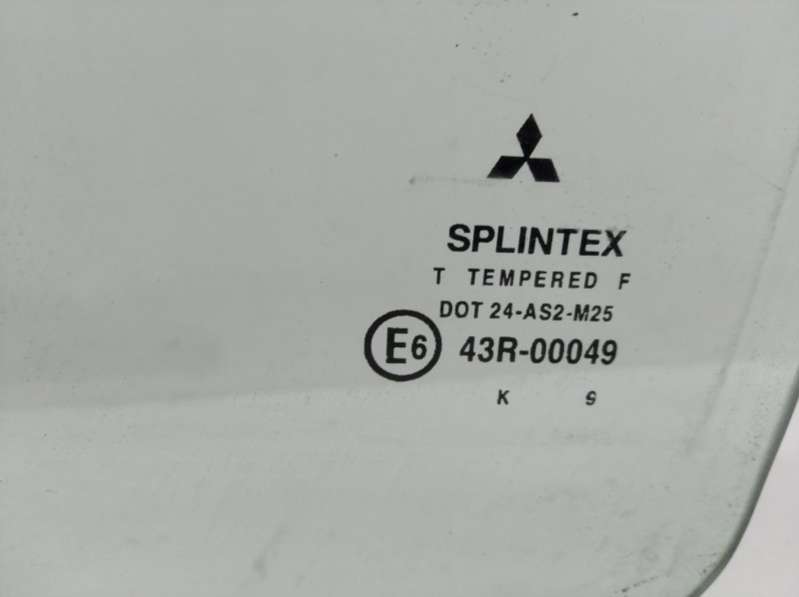 SPLINTEX
T TEMPERED F
DOT 24-AS2-M25
E6 43R-00049
K 9